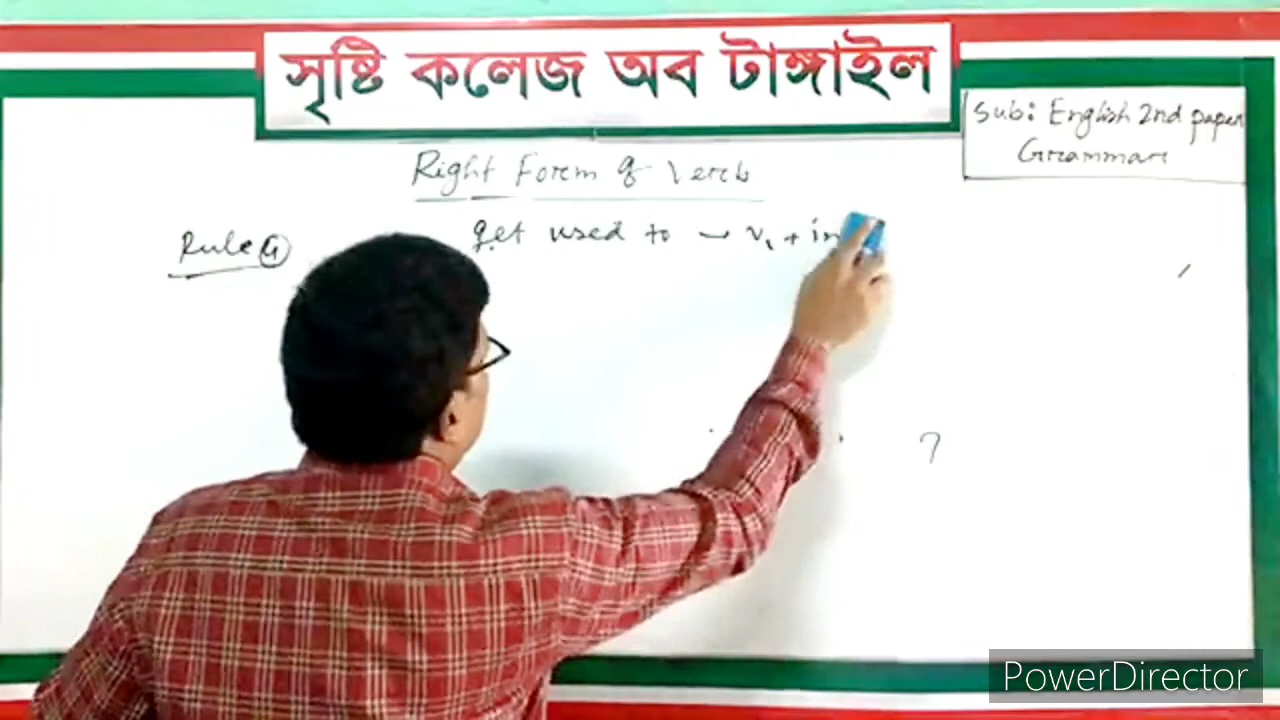 সৃষ্টি কলেজ অব টাঙ্গাইল
Sub: English 2nd paper
Grammar
Right Form of Verb
Rule 4
get used to → v₁ + in
?
PowerDirector